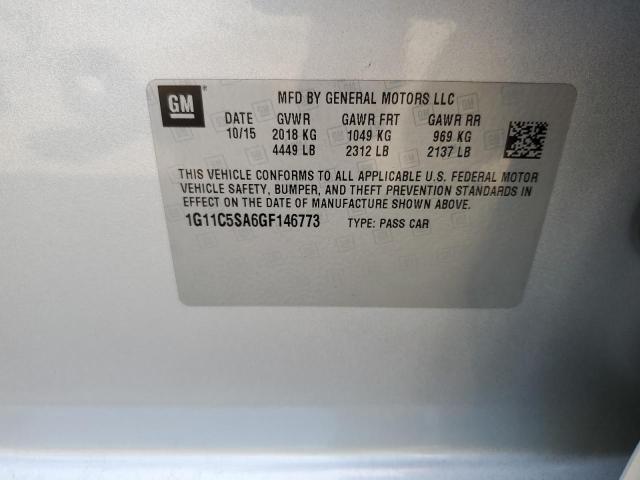 GM
MFD BY GENERAL MOTORS LLC
DATE GVWR GAWR FRT GAWR RR
10/15 2018 KG 1049 KG 969 KG
4449 LB 2312 LB 2137 LB
THIS VEHICLE CONFORMS TO ALL APPLICABLE U.S. FEDERAL MOTOR
VEHICLE SAFETY, BUMPER, AND THEFT PREVENTION STANDARDS IN
EFFECT ON THE DATE OF MANUFACTURE SHOWN ABOVE.
1G11C5SA6GF146773 TYPE: PASS CAR